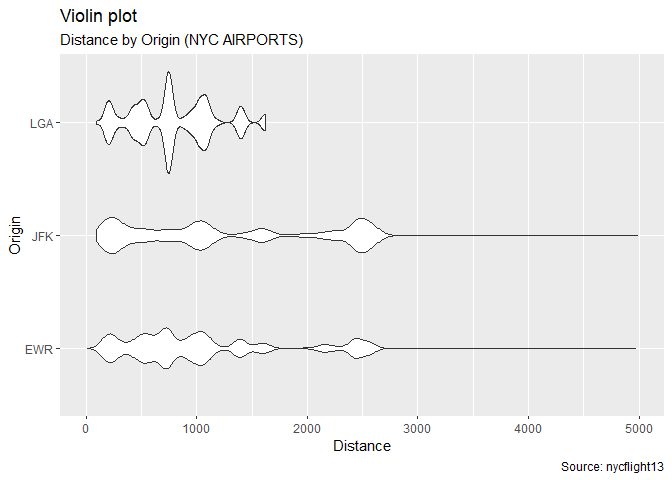 Violin plot
Distance by Origin (NYC AIRPORTS)
LGA
JFK
EWR
Origin
0 1000 2000 3000 4000 5000
Distance
Source: nycflight13